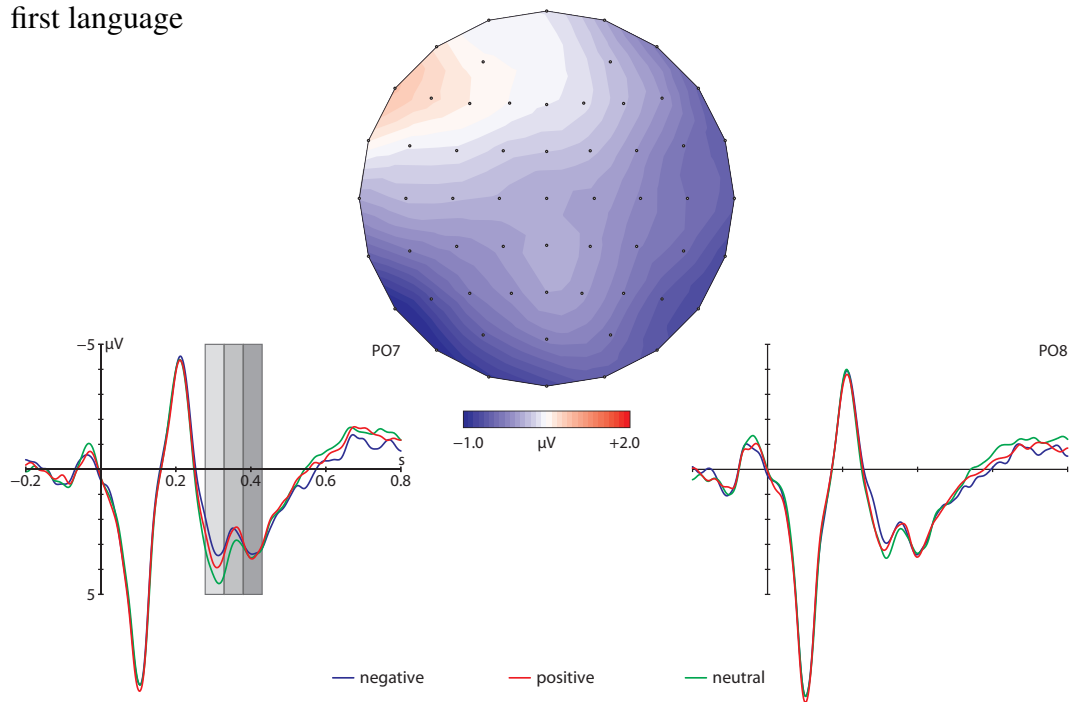 first language
−5 µV
PO7
PO8
−1.0 µV +2.0
s
−0.2 0.2 0.4 0.6 0.8
5
negative positive neutral